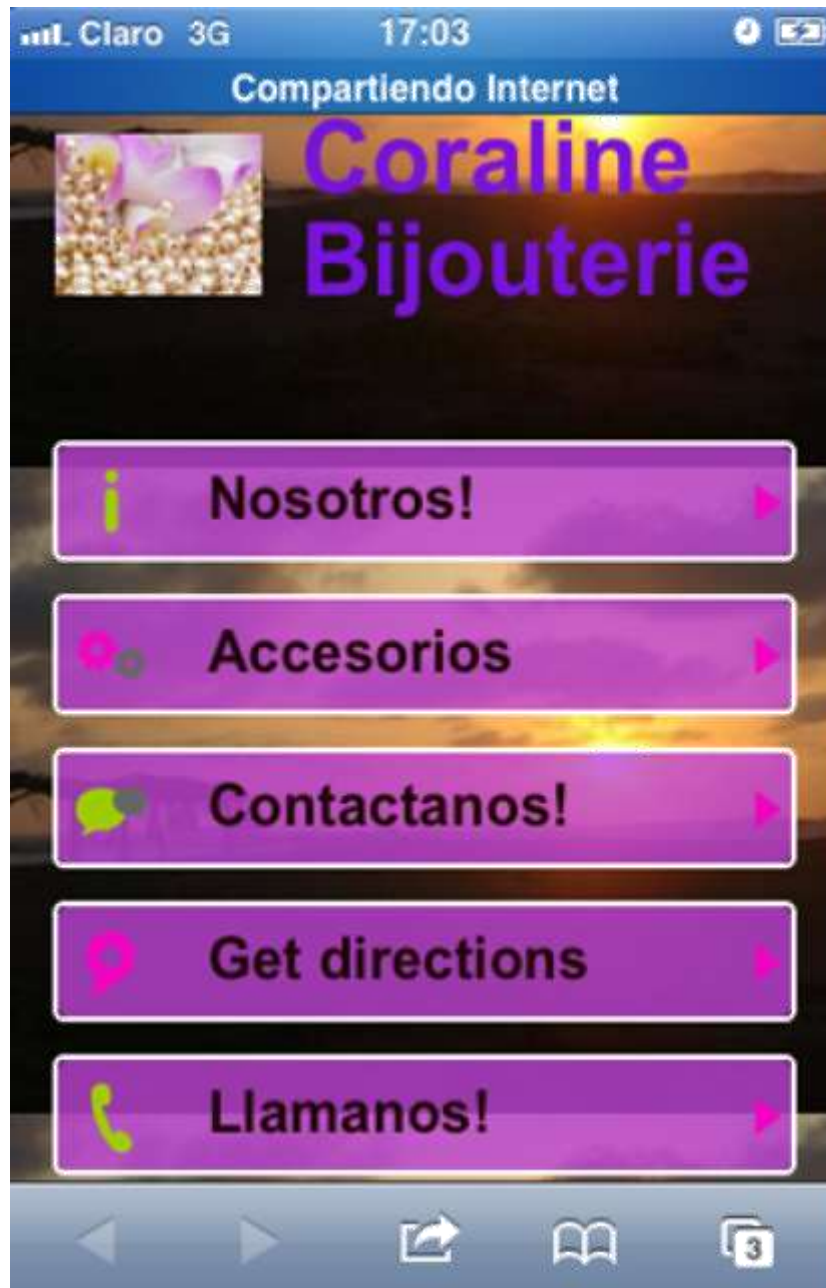 Claro 3G 17:03
Compartiendo Internet
Coraline
Bijouterie
Nosotros!
Accesorios
Contactanos!
Get directions
Llamanos!
3